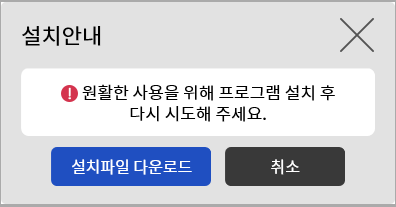 설치안내
원활한 사용을 위해 프로그램 설치 후
다시 시도해 주세요.
설치파일 다운로드
취소